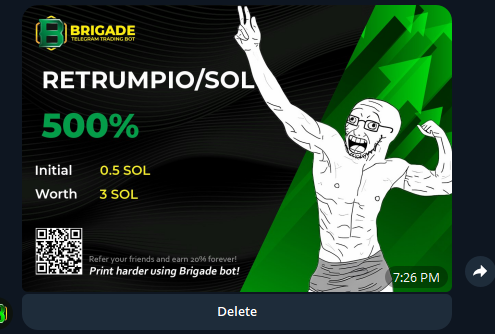 BRIGADE
TELEGRAM TRADING BOT
RETRUMPIO/SOL
500%
Initial 0.5 SOL
Worth 3 SOL
Refer your friends and earn 20% forever!
Print harder using Brigade bot!
7:26 PM
Delete